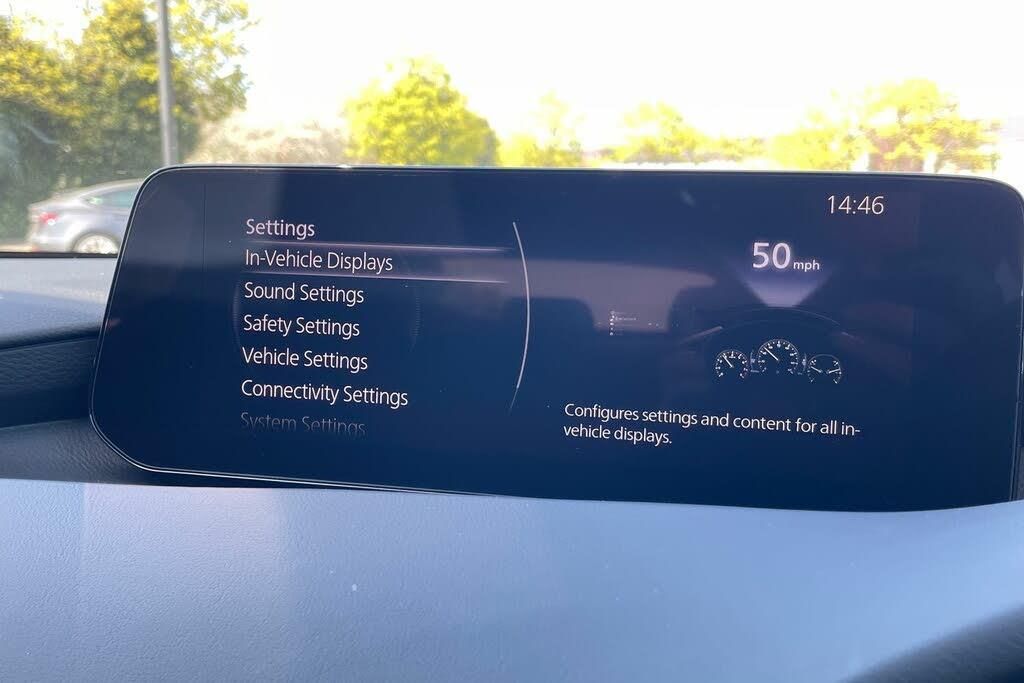 14:46
Settings
In-Vehicle Displays
Sound Settings
Safety Settings
Vehicle Settings
Connectivity Settings
System Settings
50 mph
Configures settings and content for all in-
vehicle displays.